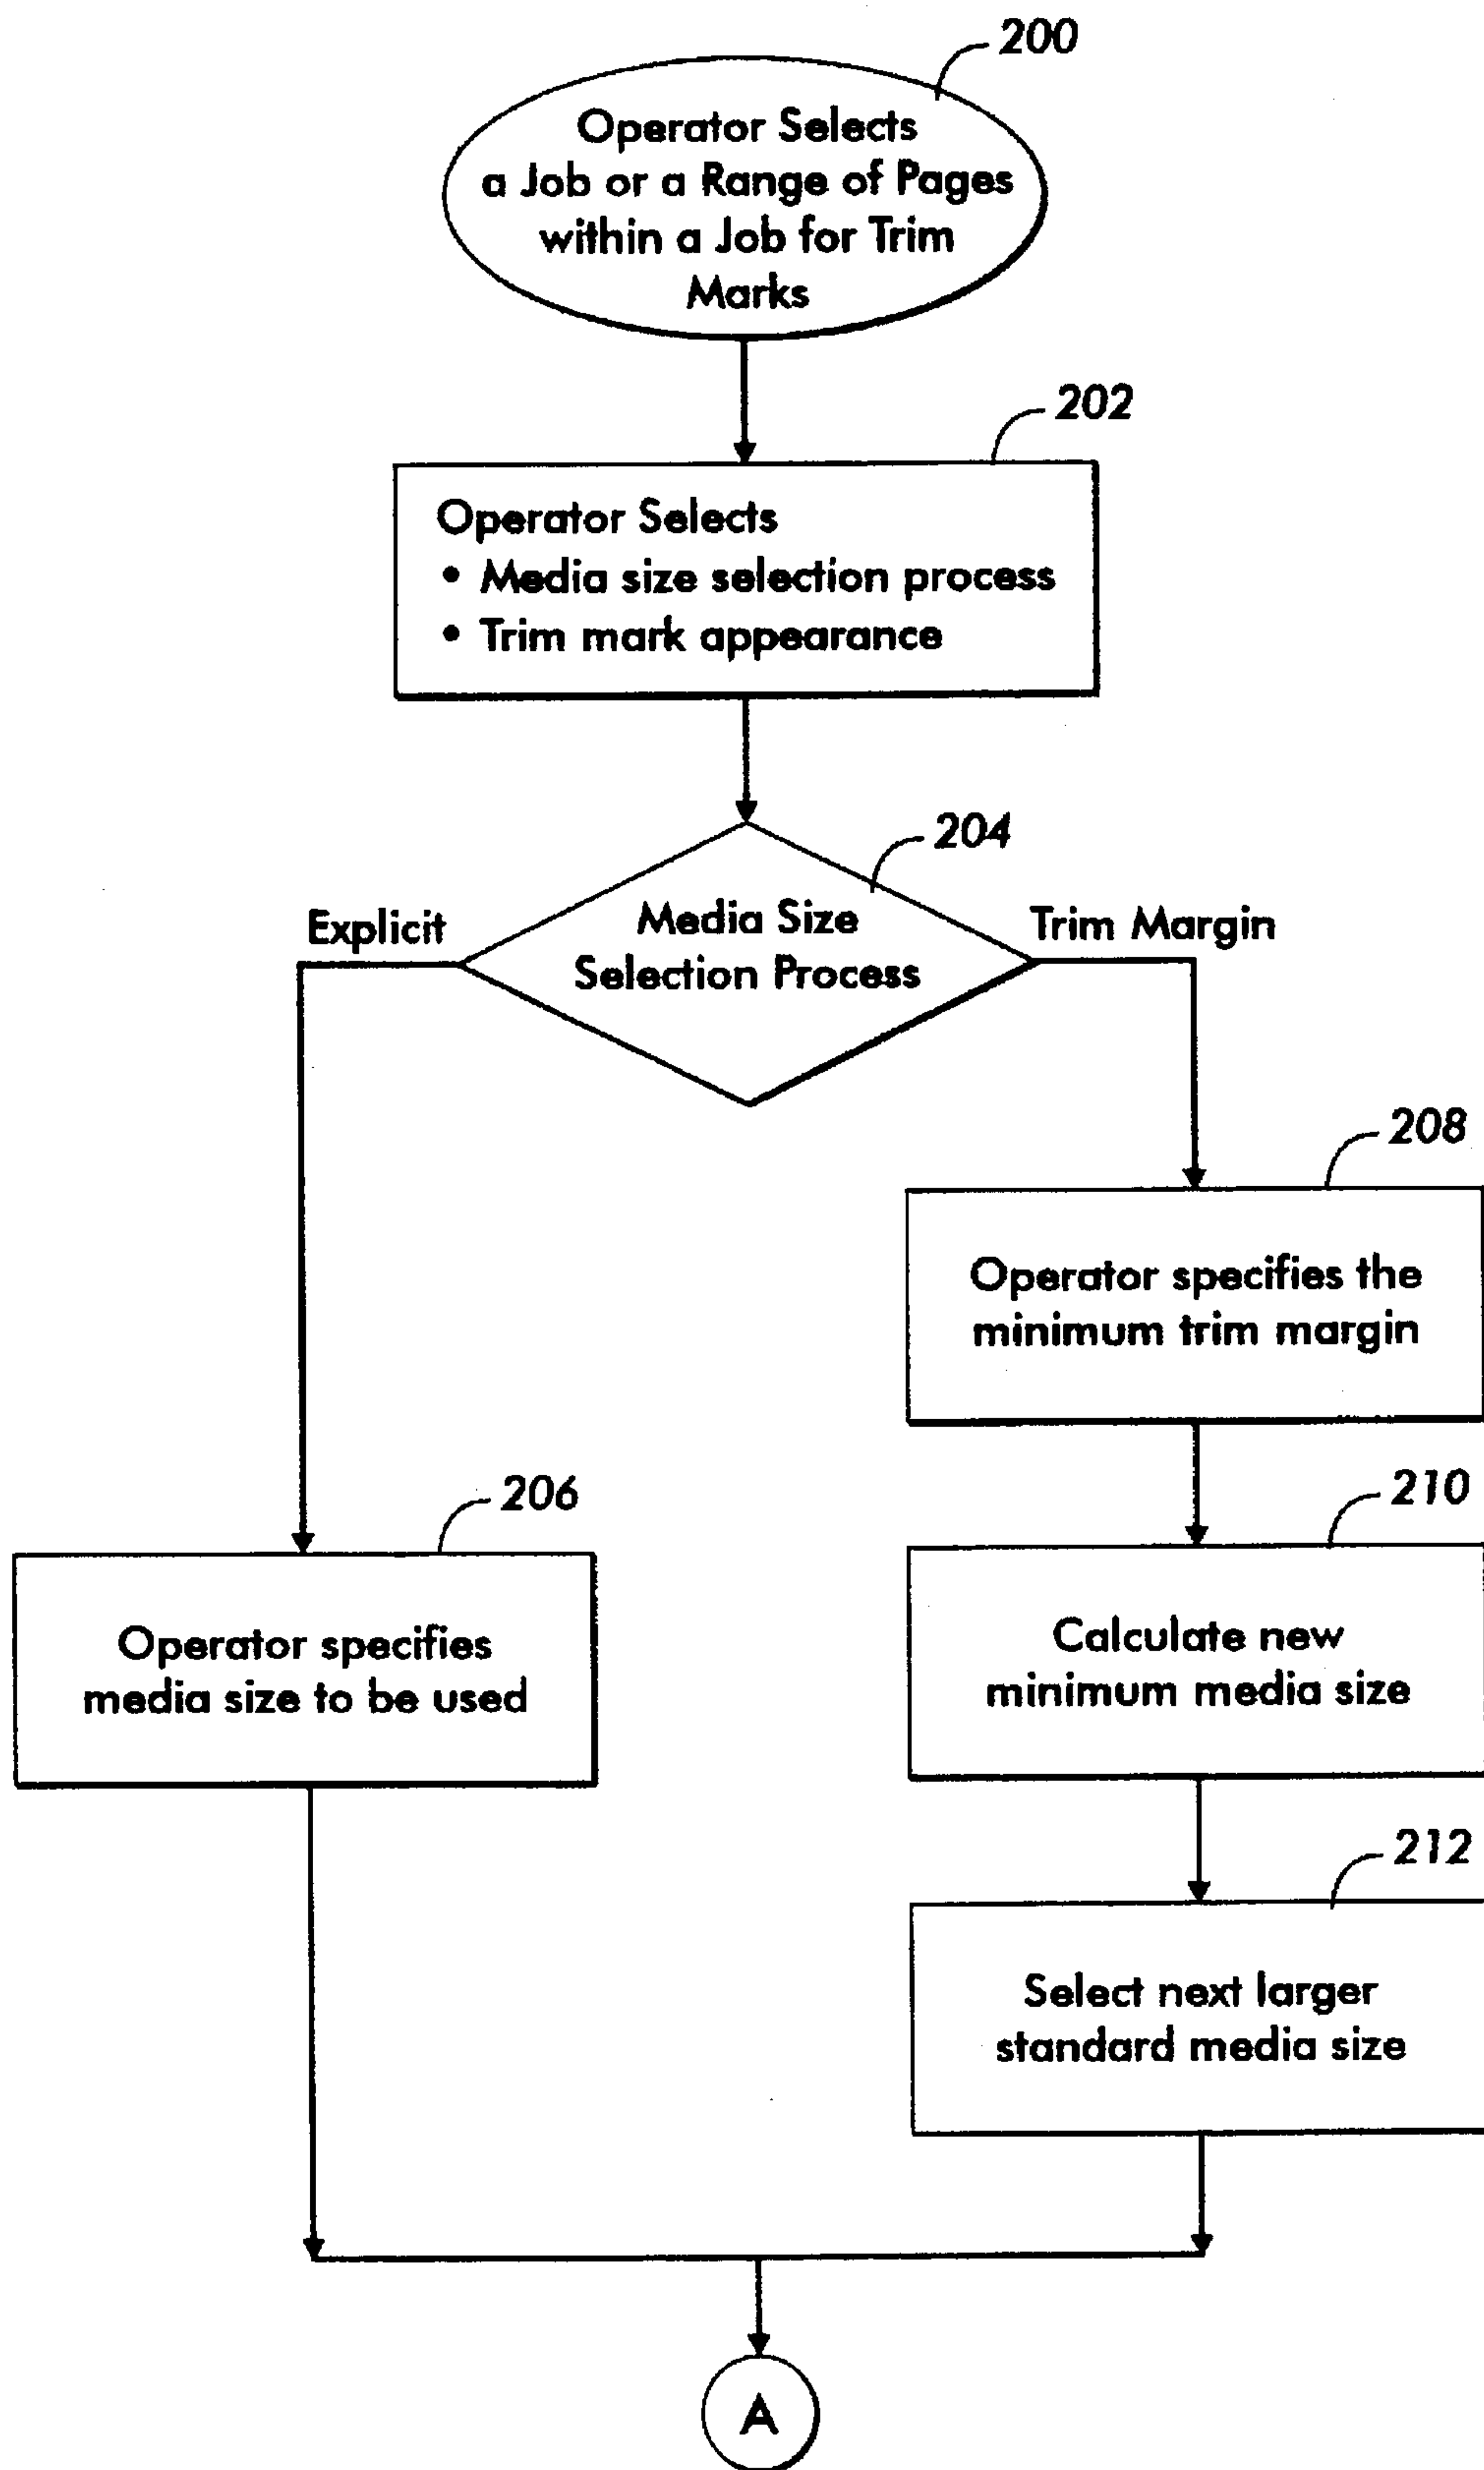 200
Operator Selects
a Job or a Range of Pages
within a Job for Trim
Marks
202
Operator Selects
• Media size selection process
• Trim mark appearance
204
Explicit
Media Size
Selection Process
Trim Margin
208
Operator specifies the
minimum trim margin
206
210
Operator specifies
media size to be used
Calculate new
minimum media size
212
Select next larger
standard media size
A